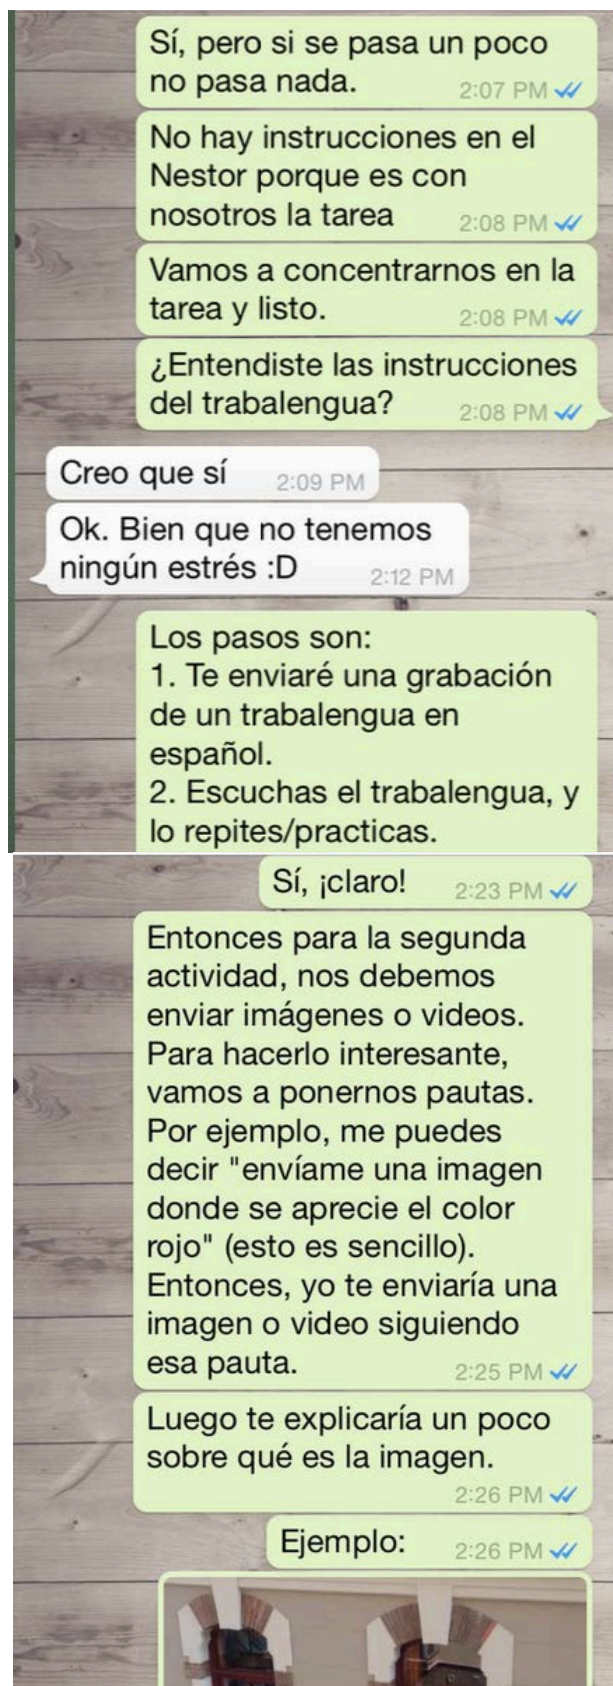 Sí, pero si se pasa un poco
no pasa nada.
2:07 PM
No hay instrucciones en el
Nestor porque es con
nosotros la tarea
2:08 PM
Vamos a concentrarnos en la
tarea y listo.
2:08 PM
¿Entendiste las instrucciones
del trabalengua?
2:08 PM
Creo que sí
2:09 PM
Ok. Bien que no tenemos
ningún estrés :D
2:12 PM
Los pasos son:
1. Te enviaré una grabación
de un trabalengua en
español.
2. Escuchas el trabalengua, y
lo repites/practicas.
Sí, ¡claro!
2:23 PM
Entonces para la segunda
actividad, nos debemos
enviar imágenes o videos.
Para hacerlo interesante,
vamos a ponernos pautas.
Por ejemplo, me puedes
decir "envíame una imagen
donde se aprecie el color
rojo" (esto es sencillo).
Entonces, yo te enviaría una
imagen o video siguiendo
esa pauta.
2:25 PM
Luego te explicaría un poco
sobre qué es la imagen.
2:26 PM
Ejemplo:
2:26 PM